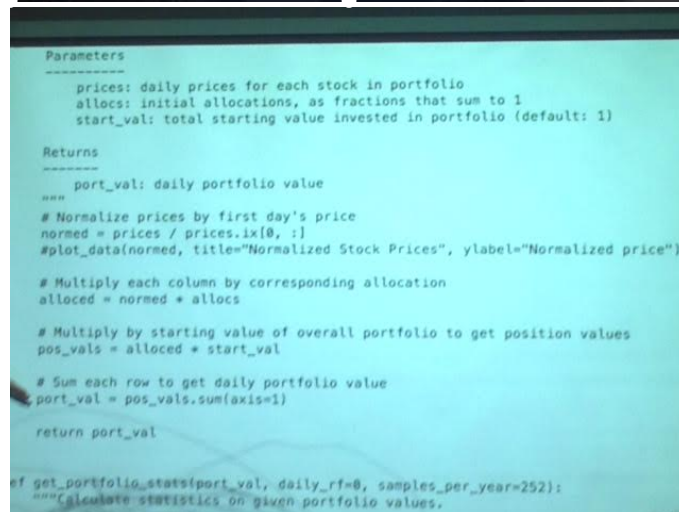 Parameters
----------
prices: daily prices for each stock in portfolio
allocs: initial allocations, as fractions that sum to 1
start_val: total starting value invested in portfolio (default: 1)
Returns
-------
port_val: daily portfolio value
"""
# Normalize prices by first day's price
normed = prices / prices.ix[0, :]
#plot_data(normed, title="Normalized Stock Prices", ylabel="Normalized price")
# Multiply each column by corresponding allocation
alloced = normed * allocs
# Multiply by starting value of overall portfolio to get position values
pos_vals = alloced * start_val
# Sum each row to get daily portfolio value
port_val = pos_vals.sum(axis=1)
return port_val
ef get_portfolio_stats(port_val, daily_rf=0, samples_per_year=252):
"""Calculate statistics on given portfolio values.